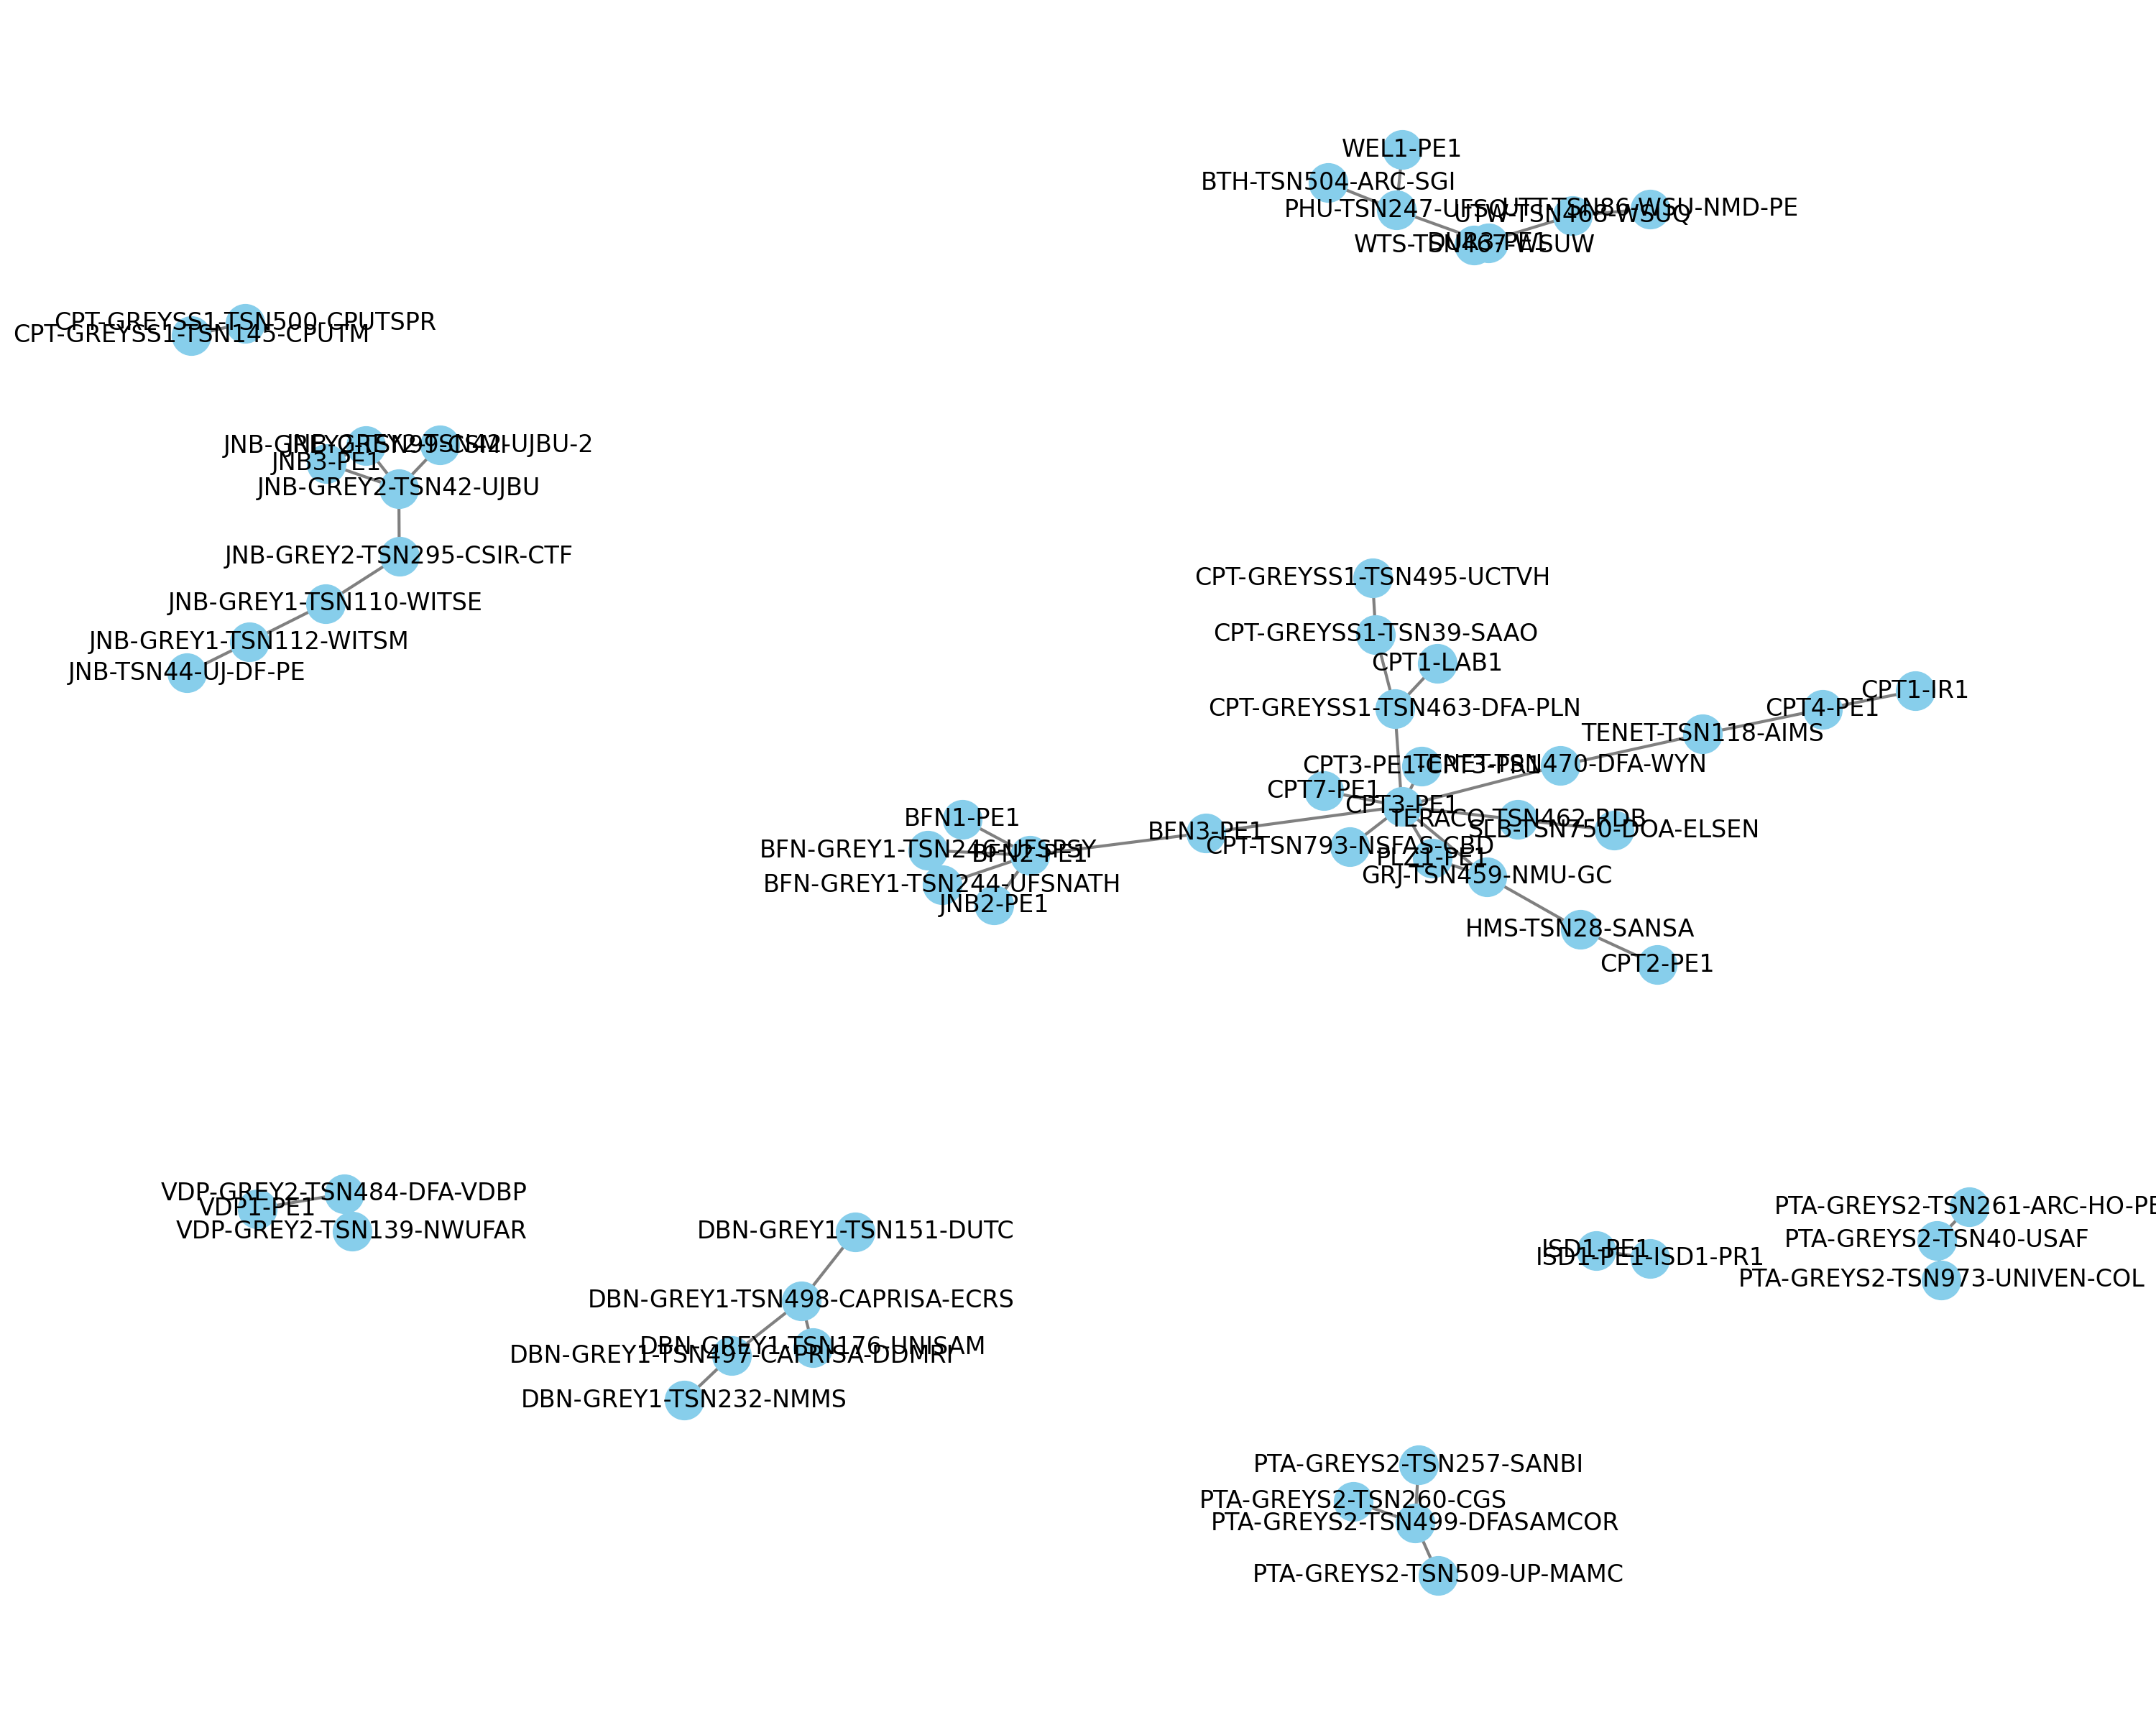 WEL1-PE1
BTH-TSN504-ARC-SGI
PHU-TSN247-UFSQ
UTT-TSN86-WSU-NMD-PE
UTW-TSN468-WSUQ
DUR3-PE1
WTS-TSN467-WSUW
CPT-GREYSS1-TSN500-CPUTSPR
CPT-GREYSS1-TSN145-CPUTM
JNB-GREY2-TSN42-UJBU-2
JNB3-PE1
JNB-GREY2-TSN42-UJBU
JNB-GREY2-TSN295-CSIR-CTF
JNB-GREY1-TSN110-WITSE
JNB-GREY1-TSN112-WITSM
JNB-TSN44-UJ-DF-PE
CPT-GREYSS1-TSN495-UCTVH
CPT-GREYSS1-TSN39-SAAO
CPT1-LAB1
CPT-GREYSS1-TSN463-DFA-PLN
CPT1-IR1
CPT4-PE1
TENET-TSN118-AIMS
CPT3-PE1-CPT3-PR1
TENET-TSN470-DFA-WYN
CPT7-PE1
CPT3-PE1
TERACO-TSN462-RDB
SLB-TSN750-DOA-ELSEN
BFN1-PE1
BFN3-PE1
BFN-GREY1-TSN246-UFSPSY
BFN2-PE1
CPT-TSN793-NSFAS-CBD
PLZ1-PE1
GRJ-TSN459-NMU-GC
BFN-GREY1-TSN244-UFSNATH
JNB2-PE1
HMS-TSN28-SANSA
CPT2-PE1
VDP-GREY2-TSN484-DFA-VDBP
VDP1-PE1
VDP-GREY2-TSN139-NWUFAR
DBN-GREY1-TSN151-DUTC
DBN-GREY1-TSN498-CAPRISA-ECRS
DBN-GREY1-TSN176-UNISAM
DBN-GREY1-TSN497-CAPRISA-DDMRI
DBN-GREY1-TSN232-NMMS
ISD1-PE1
ISD1-PE1-ISD1-PR1
PTA-GREYS2-TSN261-ARC-HO-PE
PTA-GREYS2-TSN40-USAF
PTA-GREYS2-TSN973-UNIVEN-COL
PTA-GREYS2-TSN257-SANBI
PTA-GREYS2-TSN260-CGS
PTA-GREYS2-TSN499-DFASAMCOR
PTA-GREYS2-TSN509-UP-MAMC